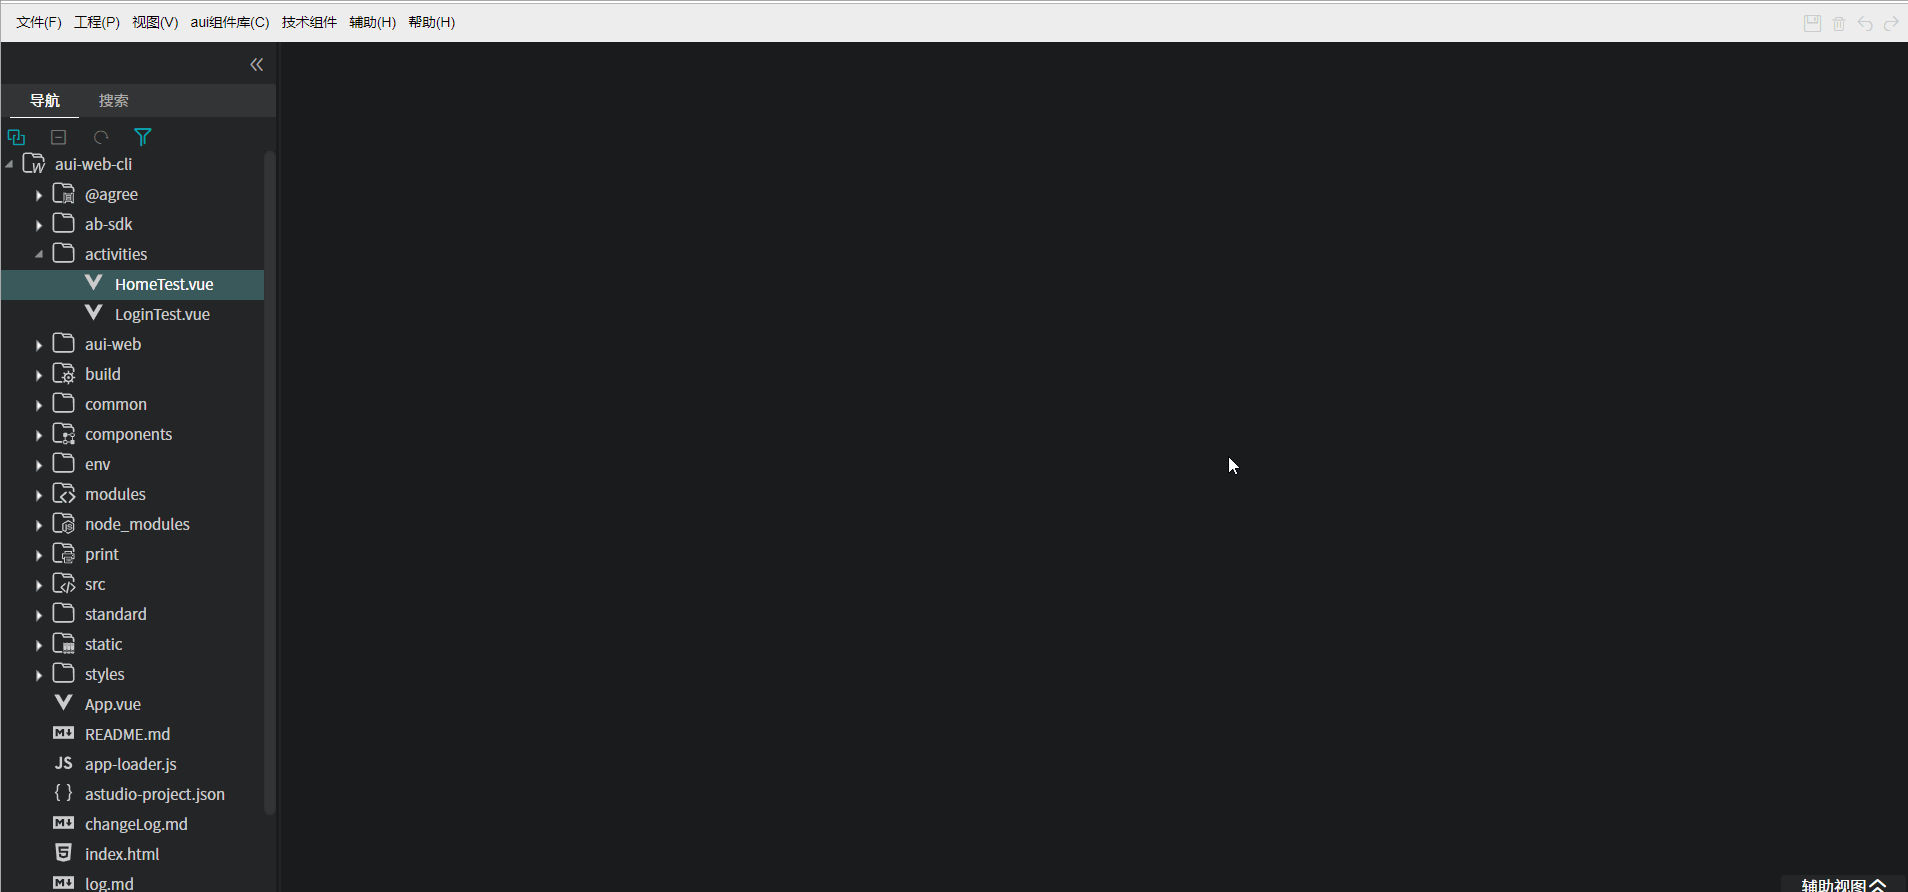 文件(F) 工程(P) 视图(V) aui组件库(C) 技术组件 辅助(H) 帮助(H)
导航 搜索
aui-web-cli
@agree
ab-sdk
activities
HomeTest.vue
LoginTest.vue
aui-web
build
common
components
env
modules
node_modules
print
src
standard
static
styles
App.vue
README.md
JS app-loader.js
{ } astudio-project.json
changeLog.md
index.html
log.md
辅助视图